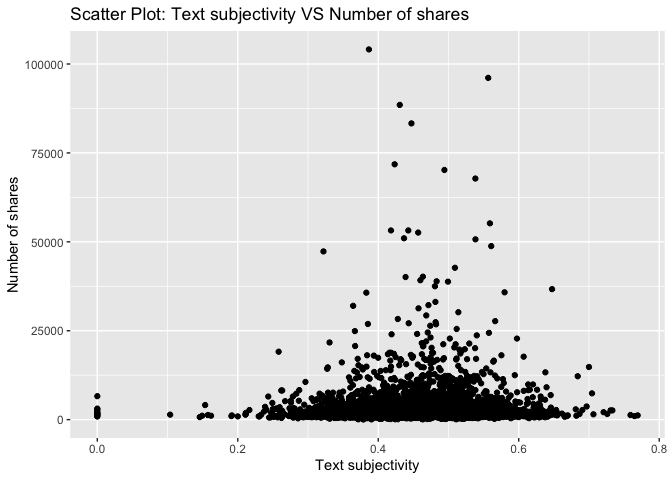 Scatter Plot: Text subjectivity VS Number of shares
100000
75000
50000
25000
0
Number of shares
0.0 0.2 0.4 0.6 0.8
Text subjectivity